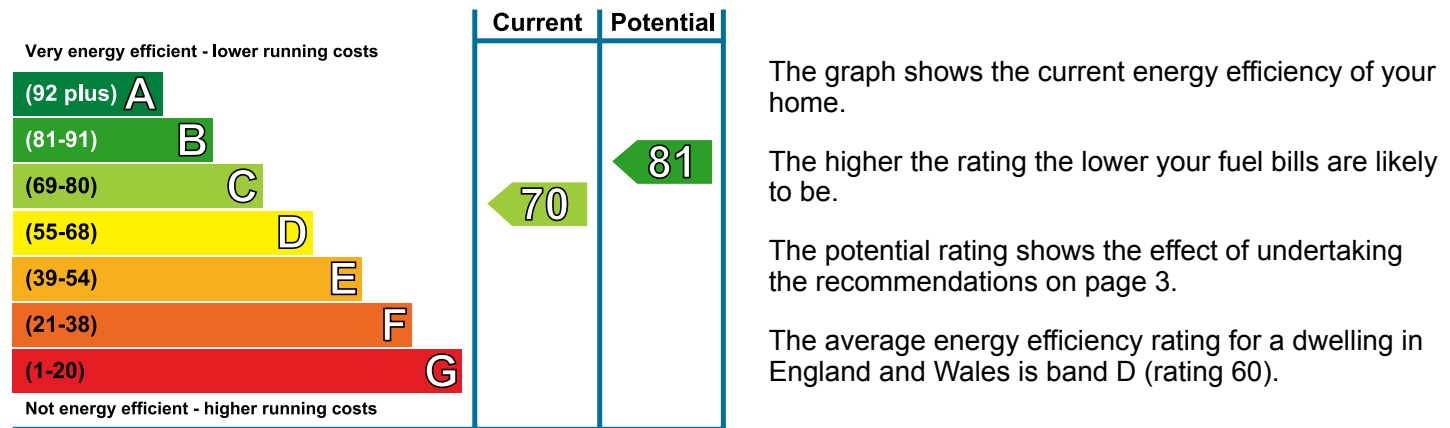 Current Potential
Very energy efficient - lower running costs
(92 plus) A
(81-91) B
(69-80) C
(55-68) D
(39-54) E
(21-38) F
(1-20) G
Not energy efficient - higher running costs
70
81
The graph shows the current energy efficiency of your
home.
The higher the rating the lower your fuel bills are likely
to be.
The potential rating shows the effect of undertaking
the recommendations on page 3.
The average energy efficiency rating for a dwelling in
England and Wales is band D (rating 60).